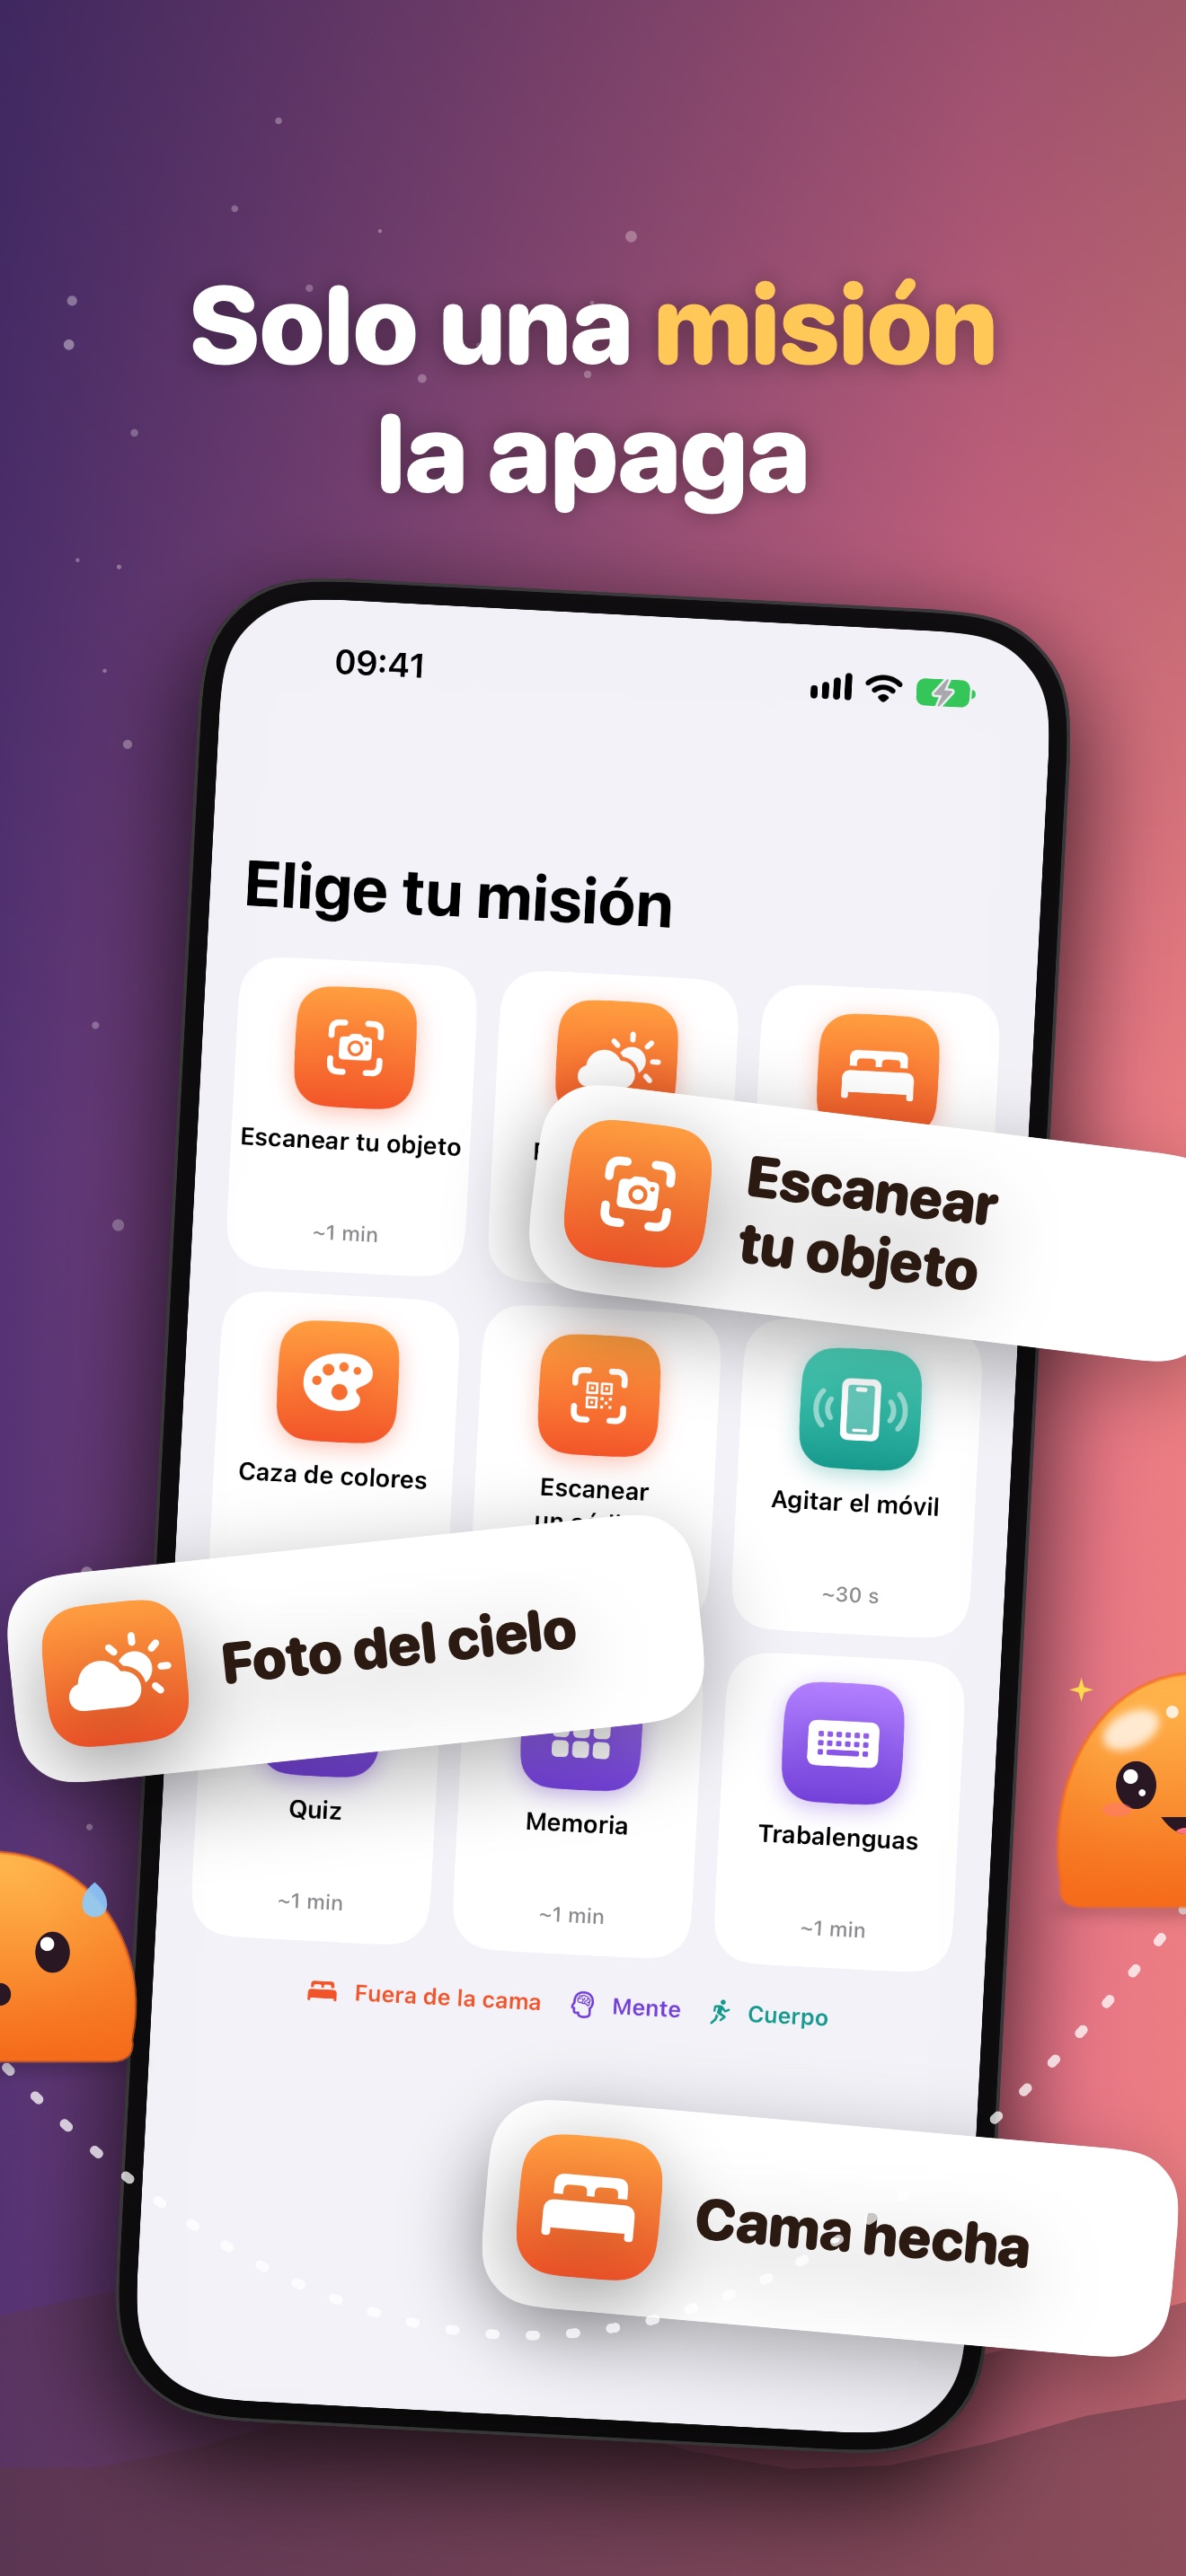 Solo una misión
la apaga
09:41
Elige tu misión
Escanear tu objeto
~1 min
Escanear
tu objeto
Caza de colores
Escanear
Agitar el móvil
~30 s
Foto del cielo
Quiz
~1 min
Memoria
~1 min
Trabalenguas
~1 min
Fuera de la cama
Mente
Cuerpo
Cama hecha